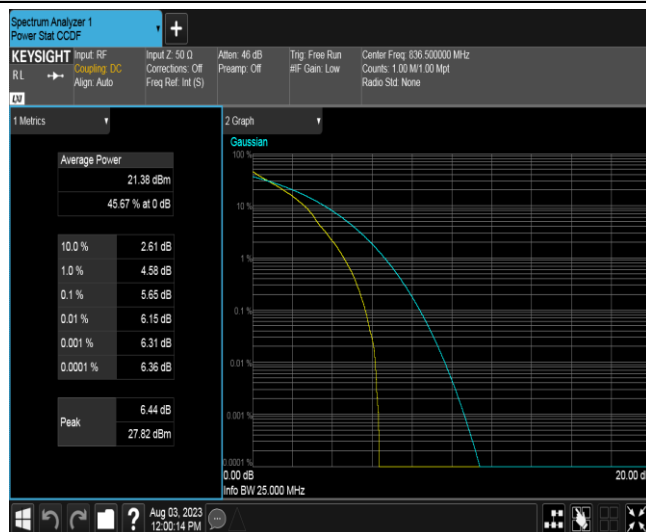 Spectrum Analyzer 1
Power Stat CCDF
+
KEYSIGHT
RL
LXI
Input: RF
Coupling: DC
Align: Auto
Input Z: 50 Ω
Corrections: Off
Freq Ref: Int (S)
Atten: 46 dB
Preamp: Off
Trig: Free Run
#IF Gain: Low
Center Freq: 836.500000 MHz
Counts: 1.00 M/1.00 Mpt
Radio Std: None
1 Metrics
Average Power
21.38 dBm
45.67 % at 0 dB
10.0 % 2.61 dB
1.0 % 4.58 dB
0.1 % 5.65 dB
0.01 % 6.15 dB
0.001 % 6.31 dB
0.0001 % 6.36 dB
Peak
6.44 dB
27.82 dBm
2 Graph
Gaussian
100 %
10 %
1 %
0.1 %
0.01 %
0.001 %
0.0001 %
0.00 dB
20.00 d
Info BW 25.000 MHz
?
Aug 03, 2023
12:00:14 PM